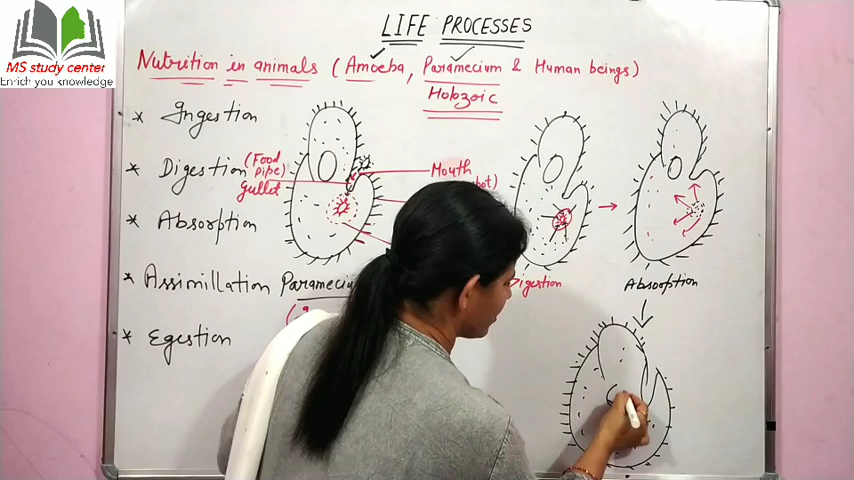 LIFE PROCESSES
MS study center
Enrich you knowledge
Nutrition in animals (Amoeba, Paramecium & Human beings)
Holozoic
* Ingestion
* Digestion
(Food pipe)
Gullet
Mouth
* Absorption
* Assimillation
Paramecium
* Egestion
Absorption